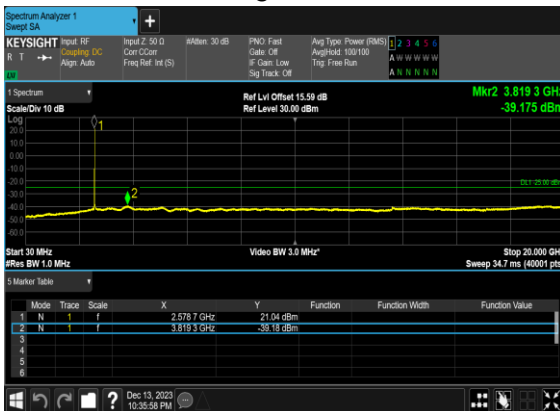 Spectrum Analyzer 1
Swept SA
+
KEYSIGHT Input: RF Input Z: 50 Ω #Atten: 30 dB PNO: Fast Avg Type: Power (RMS) 1 2 3 4 5 6
R T Coupling: DC Corr CCorr Gate: Off Avg|Hold: 100/100 A W W W W W
Align: Auto Freq Ref: Int (S) IF Gain: Low Trig: Free Run
Sig Track: Off A N N N N N
1 Spectrum Ref Lvl Offset 15.59 dB Mkr2 3.819 3 GHz
Scale/Div 10 dB Ref Level 30.00 dBm -39.175 dBm
Log
20.0
10.0
0.00
-10.0
-20.0
-30.0
-40.0
-50.0
-60.0
1
2
DL1 -25.00 dBm
Start 30 MHz Video BW 3.0 MHz* Stop 20.000 GHz
#Res BW 1.0 MHz Sweep 34.7 ms (40001 pts)
5 Marker Table
Mode Trace Scale X Y Function Function Width Function Value
1 N 1 f 2.578 7 GHz 21.04 dBm
2 N 1 f 3.819 3 GHz -39.18 dBm
3
4
5
6
? Dec 13, 2023
10:35:58 PM